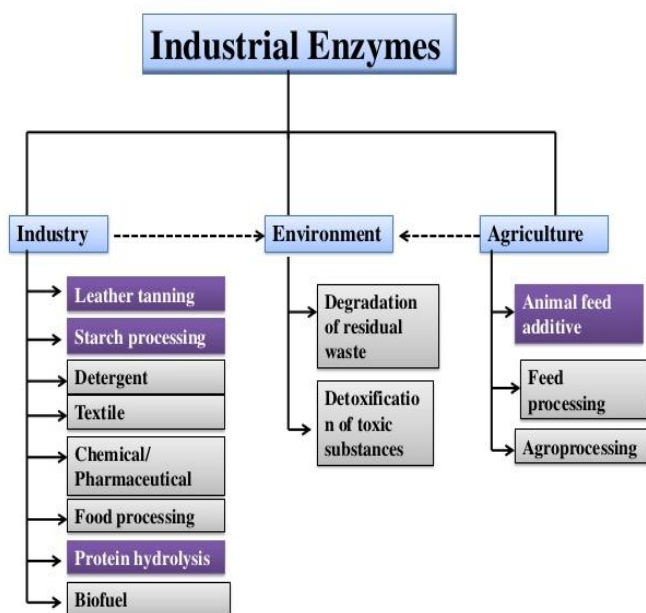 Industrial Enzymes
Industry
Environment
Agriculture
Leather tanning
Starch processing
Detergent
Textile
Chemical/
Pharmaceutical
Food processing
Protein hydrolysis
Biofuel
Degradation
of residual
waste
Detoxificatio
n of toxic
substances
Animal feed
additive
Feed
processing
Agroprocessing